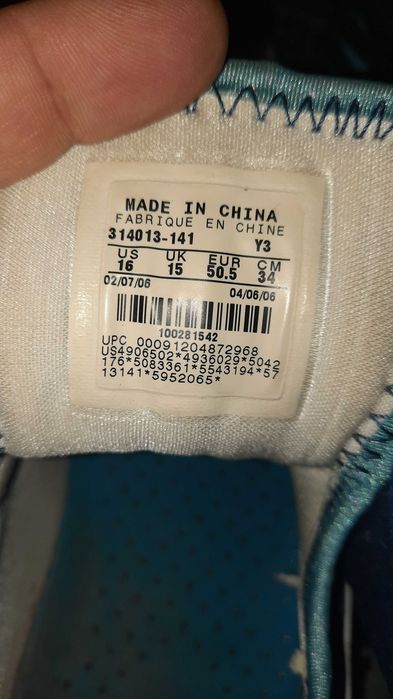 MADE IN CHINA
FABRIQUE EN CHINE
314013-141 Y3
US UK EUR CM
16 15 50.5 34
02/07/06 04/06/06
100281542
UPC 00091204872968
US4906502*4936029*5042
176*5083361*5543194*57
13141*5952065*